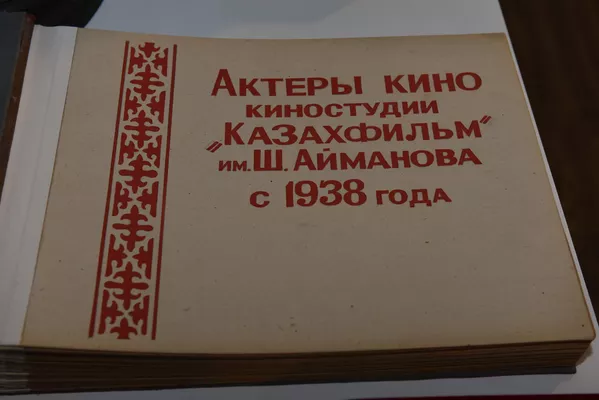 АКТЕРЫ КИНО
КИНОСТУДИИ
"КАЗАХФИЛЬМ"
ИМ. Ш. АЙМАНОВА
С 1938 ГОДА